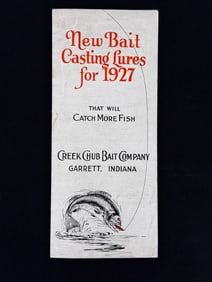 New Bait
Casting Lures
for 1927
THAT WILL
CATCH MORE FISH
CREEK CHUB BAIT COMPANY
GARRETT, INDIANA